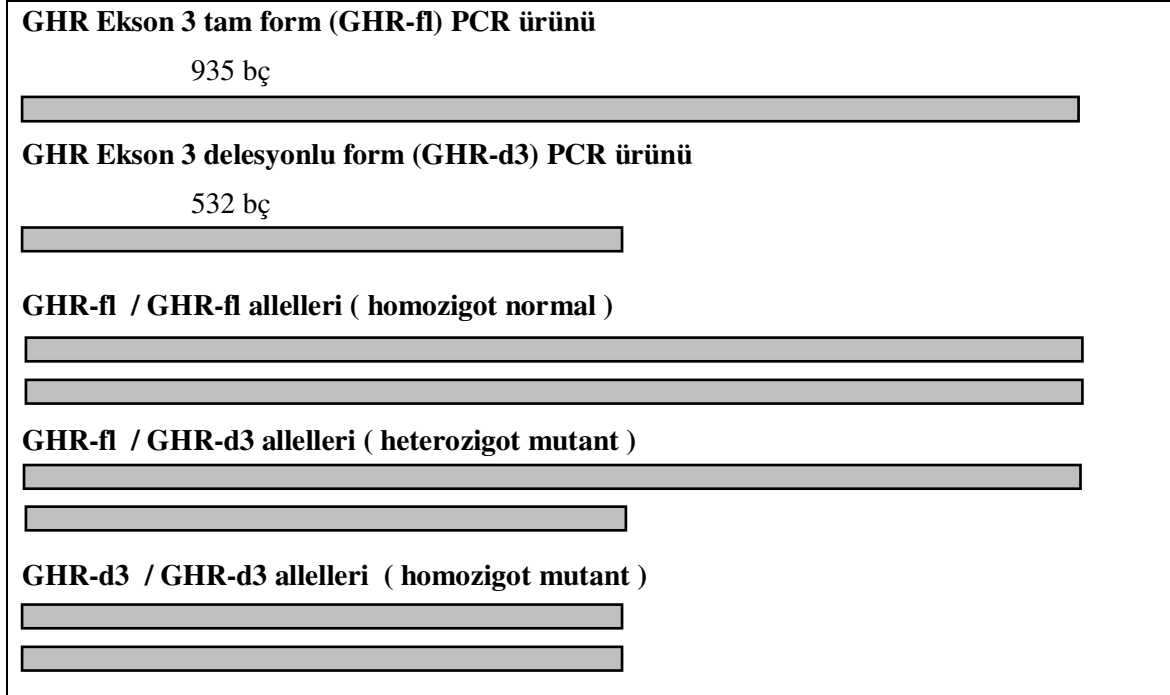 GHR Ekson 3 tam form (GHR-fl) PCR ürünü
935 bç
GHR Ekson 3 delesyonlu form (GHR-d3) PCR ürünü
532 bç
GHR-fl / GHR-fl allelleri ( homozigot normal )
GHR-fl / GHR-d3 allelleri ( heterozigot mutant )
GHR-d3 / GHR-d3 allelleri ( homozigot mutant )